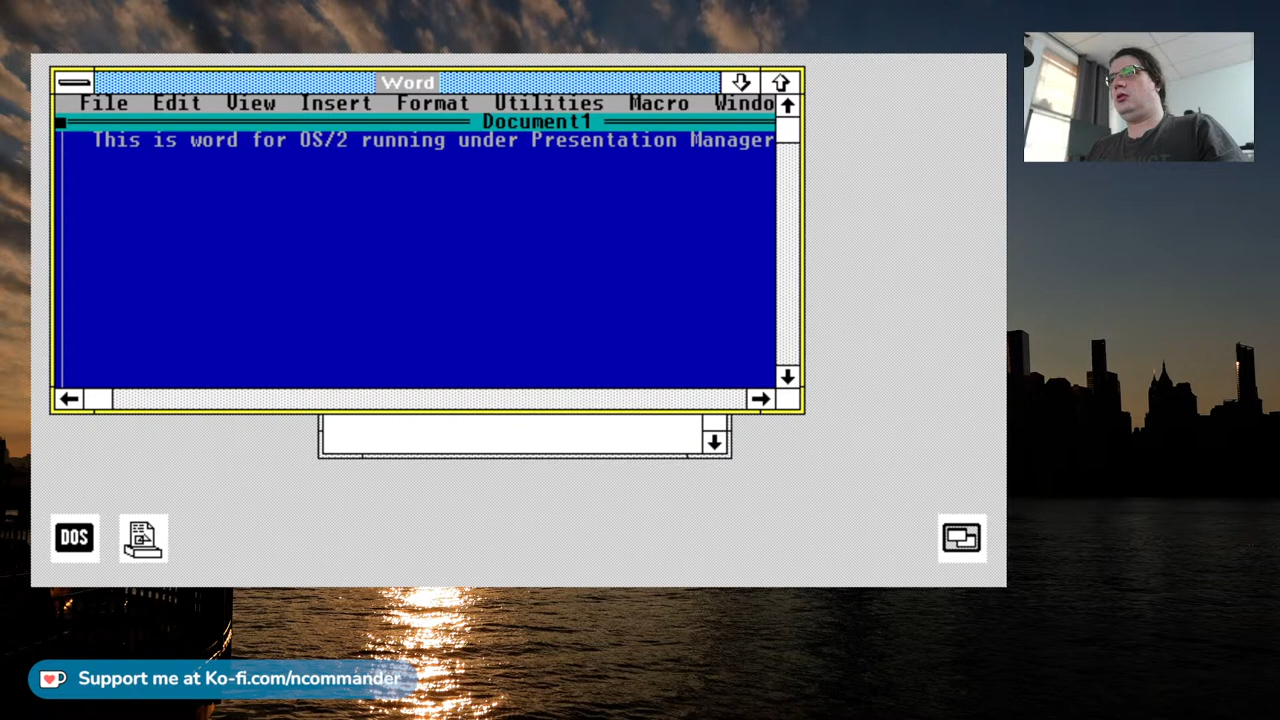 Word
File Edit View Insert Format Utilities Macro Windo
Document1
This is word for OS/2 running under Presentation Manager
DOS
Support me at Ko-fi.com/ncommander